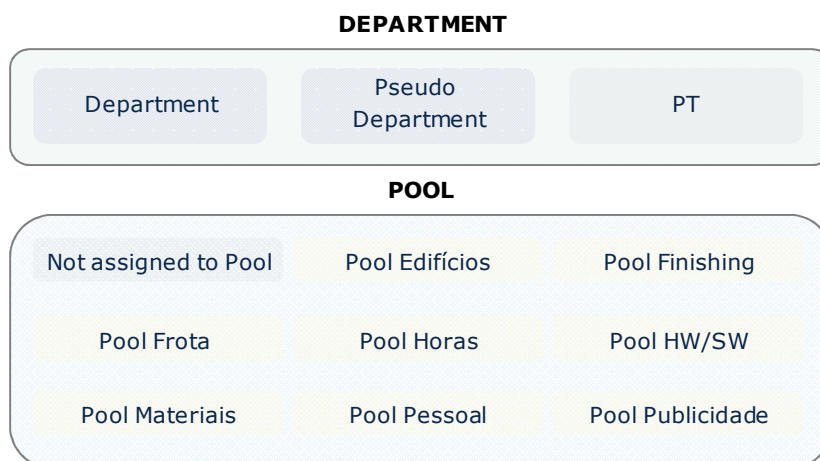 DEPARTMENT
Department
Pseudo
Department
PT
POOL
Not assigned to Pool
Pool Edifícios
Pool Finishing
Pool Frota
Pool Horas
Pool HW/SW
Pool Materiais
Pool Pessoal
Pool Publicidade